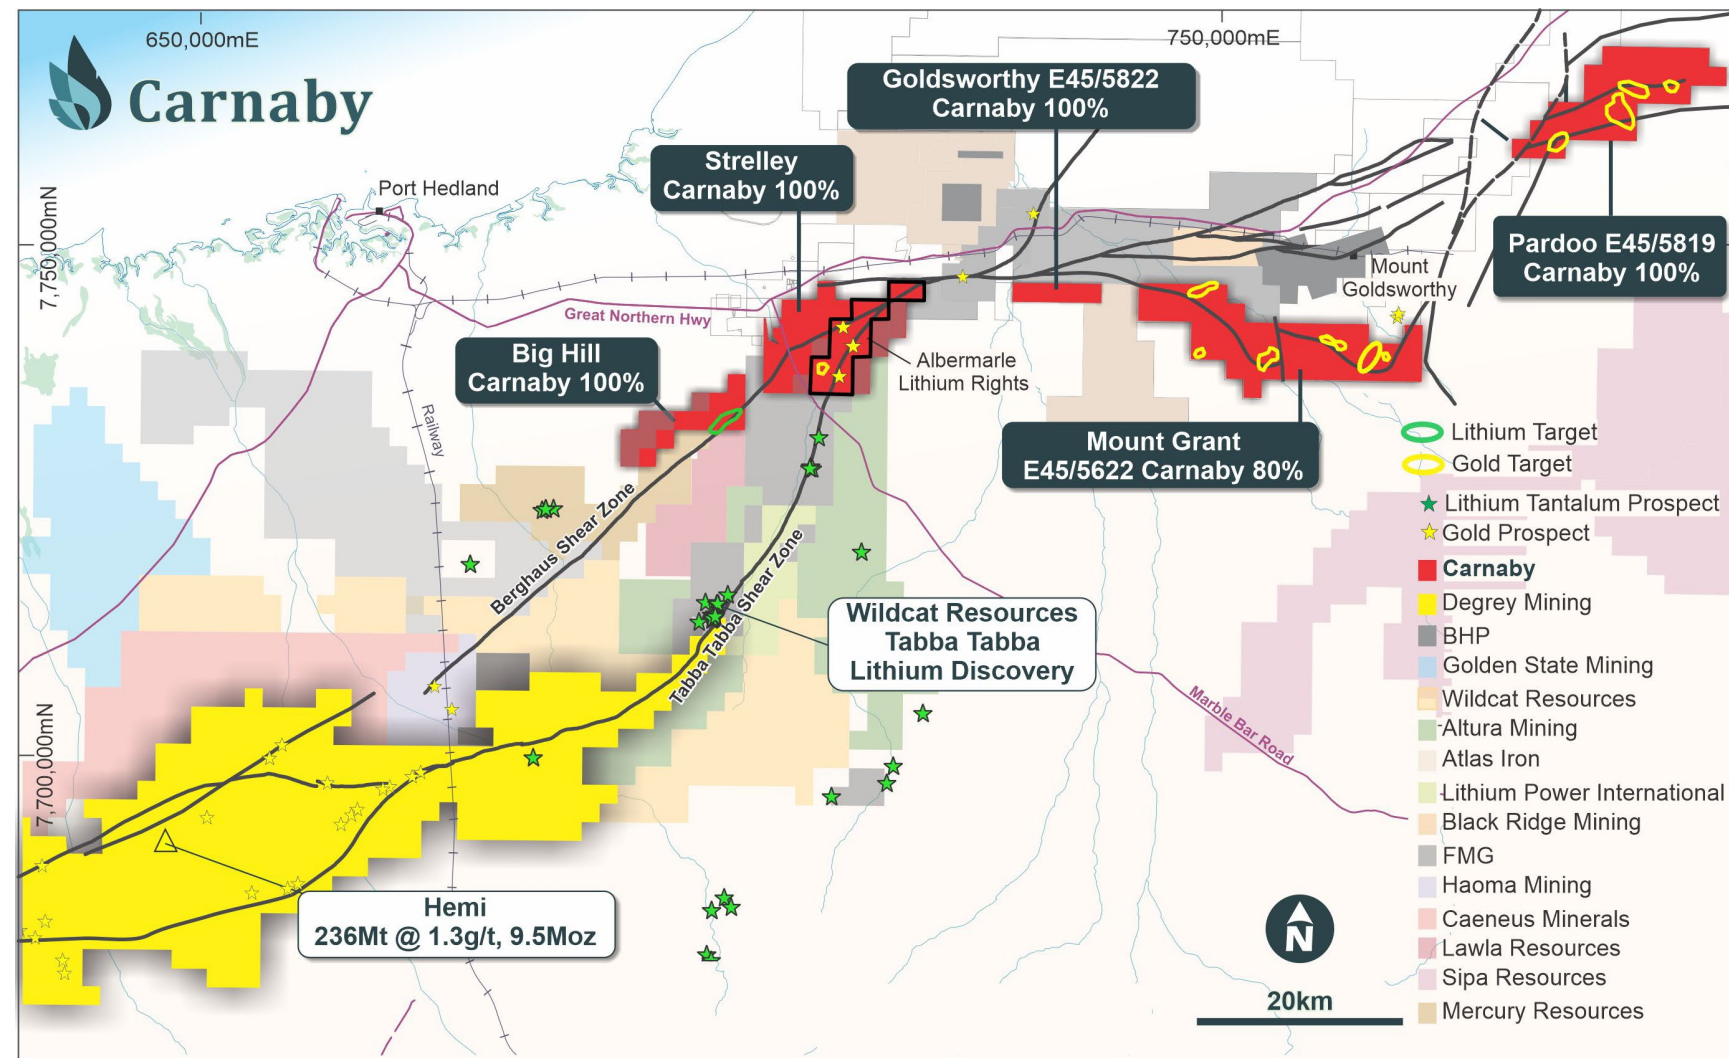 650,000mE
750,000mE
Carnaby
Goldsworthy E45/5822
Carnaby 100%
Strelley
Carnaby 100%
Port Hedland
7,750,000mN
Pardoo E45/5819
Carnaby 100%
Mount
Goldsworthy
Great Northern Hwy
Big Hill
Carnaby 100%
Albermarle
Lithium Rights
Railway
Mount Grant
E45/5622 Carnaby 80%
Berghaus Shear Zone
Tabba Tabba Shear Zone
Wildcat Resources
Tabba Tabba
Lithium Discovery
Marble Bar Road
7,700,000mN
Hemi
236Mt @ 1.3g/t, 9.5Moz
Lithium Target
Gold Target
Lithium Tantalum Prospect
Gold Prospect
Carnaby
Degrey Mining
BHP
Golden State Mining
Wildcat Resources
Altura Mining
Atlas Iron
Lithium Power International
Black Ridge Mining
FMG
Haoma Mining
Caeneus Minerals
Lawla Resources
Sipa Resources
Mercury Resources
N
20km